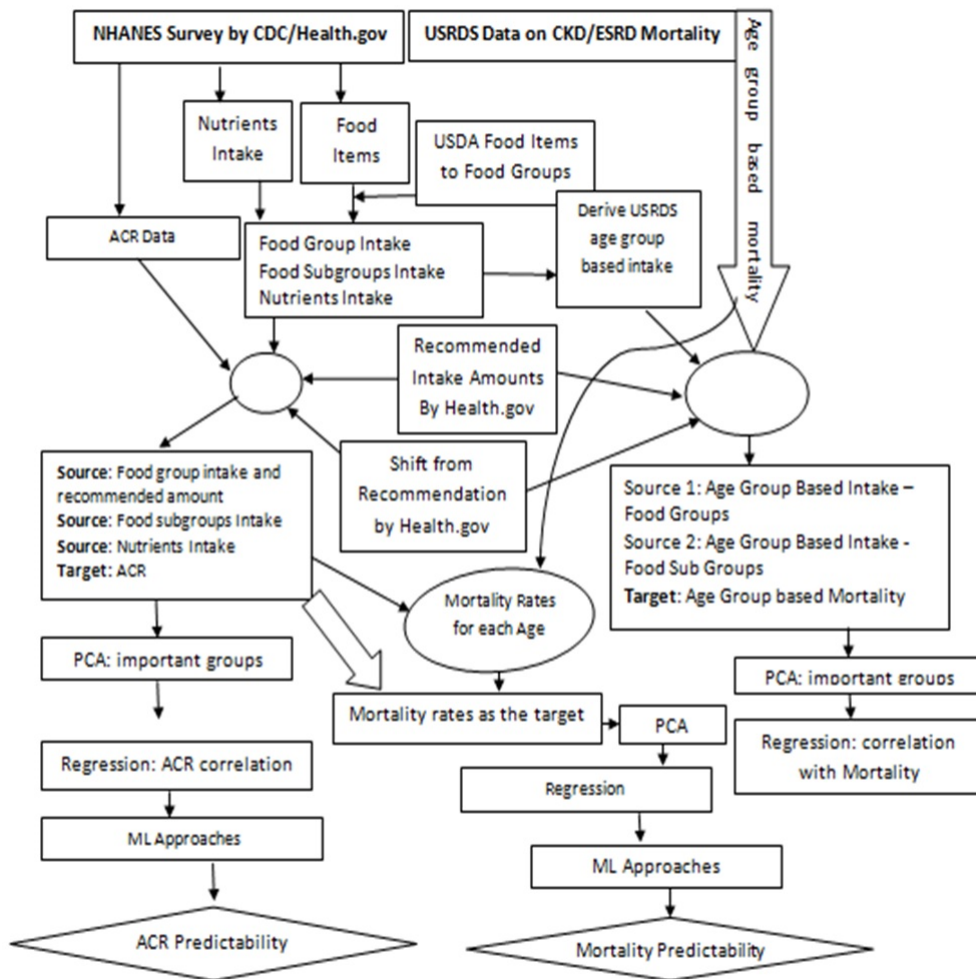 NHANES Survey by CDC/Health.gov
USRDS Data on CKD/ESRD Mortality
Age group based mortality
Nutrients
Intake
Food
Items
USDA Food Items
to Food Groups
Derive USRDS
age group
based intake
ACR Data
Food Group Intake
Food Subgroups Intake
Nutrients Intake
Recommended
Intake Amounts
By Health.gov
Shift from
Recommendation
by Health.gov
Source: Food group intake and
recommended amount
Source: Food subgroups Intake
Source: Nutrients Intake
Target: ACR
Source 1: Age Group Based Intake –
Food Groups
Source 2: Age Group Based Intake -
Food Sub Groups
Target: Age Group based Mortality
Mortality Rates
for each Age
PCA: important groups
PCA: important groups
Mortality rates as the target
PCA
Regression: correlation
with Mortality
Regression: ACR correlation
Regression
ML Approaches
ML Approaches
ACR Predictability
Mortality Predictability